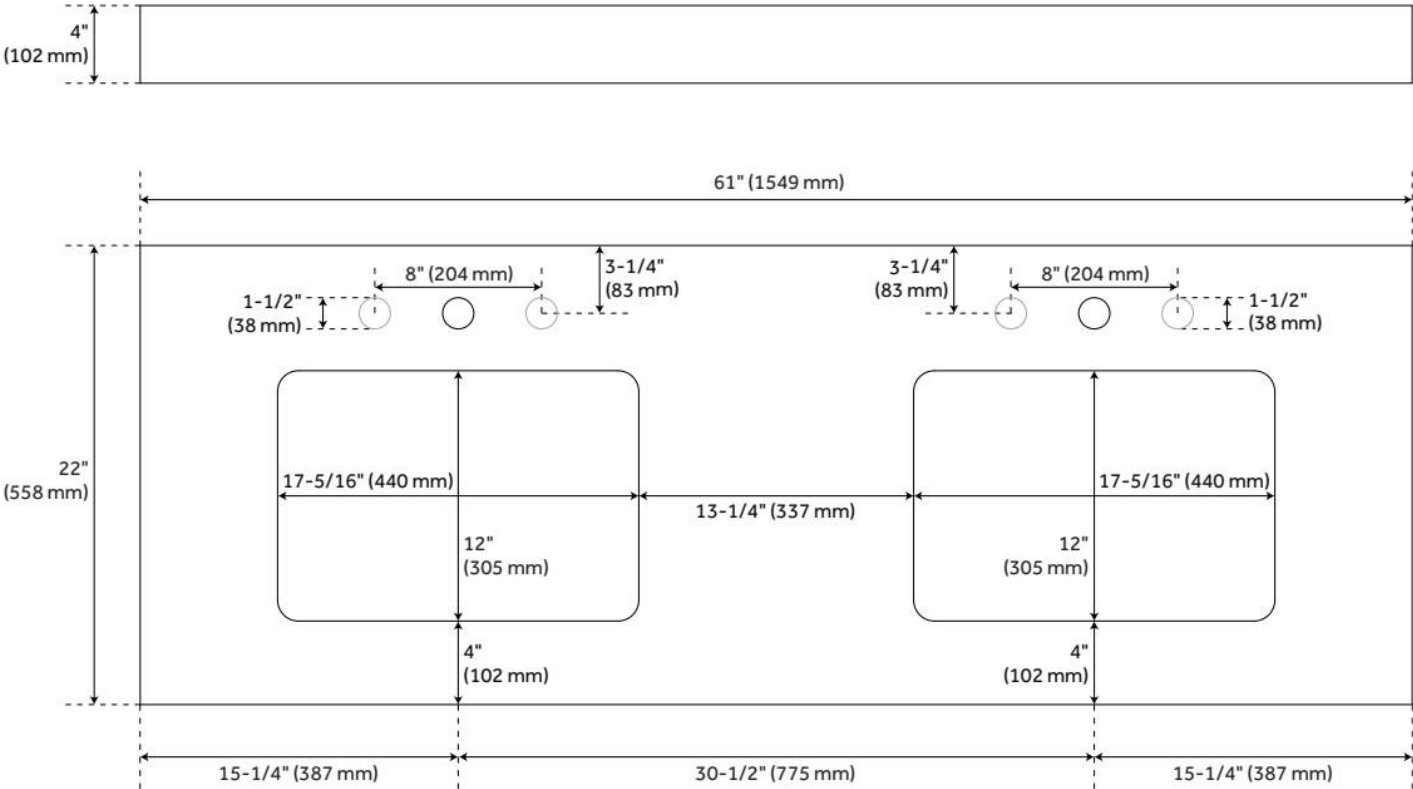 4"
(102 mm)
61" (1549 mm)
8" (204 mm)
3-1/4"
(83 mm)
1-1/2"
(38 mm)
3-1/4"
(83 mm)
8" (204 mm)
1-1/2"
(38 mm)
22"
(558 mm)
17-5/16" (440 mm)
13-1/4" (337 mm)
17-5/16" (440 mm)
12"
(305 mm)
12"
(305 mm)
4"
(102 mm)
4"
(102 mm)
15-1/4" (387 mm)
30-1/2" (775 mm)
15-1/4" (387 mm)